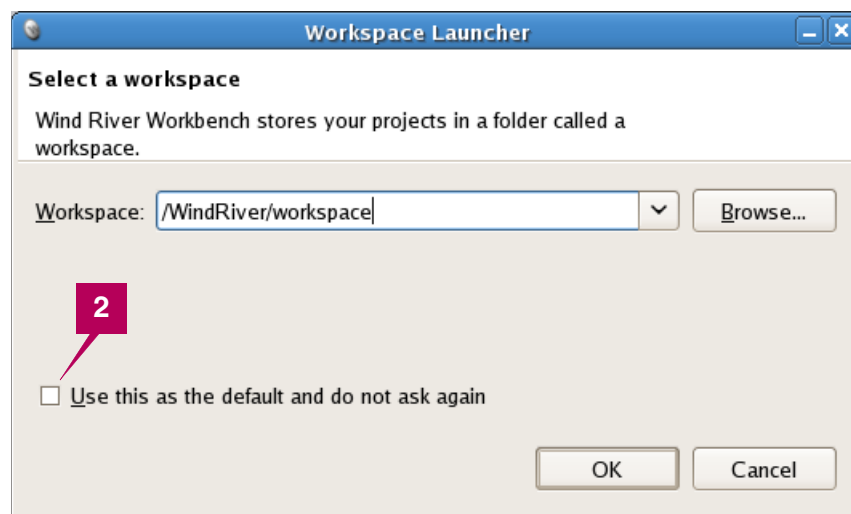 Workspace Launcher
Select a workspace
Wind River Workbench stores your projects in a folder called a
workspace.
Workspace: /WindRiver/workspace Browse...
2
Use this as the default and do not ask again
OK Cancel